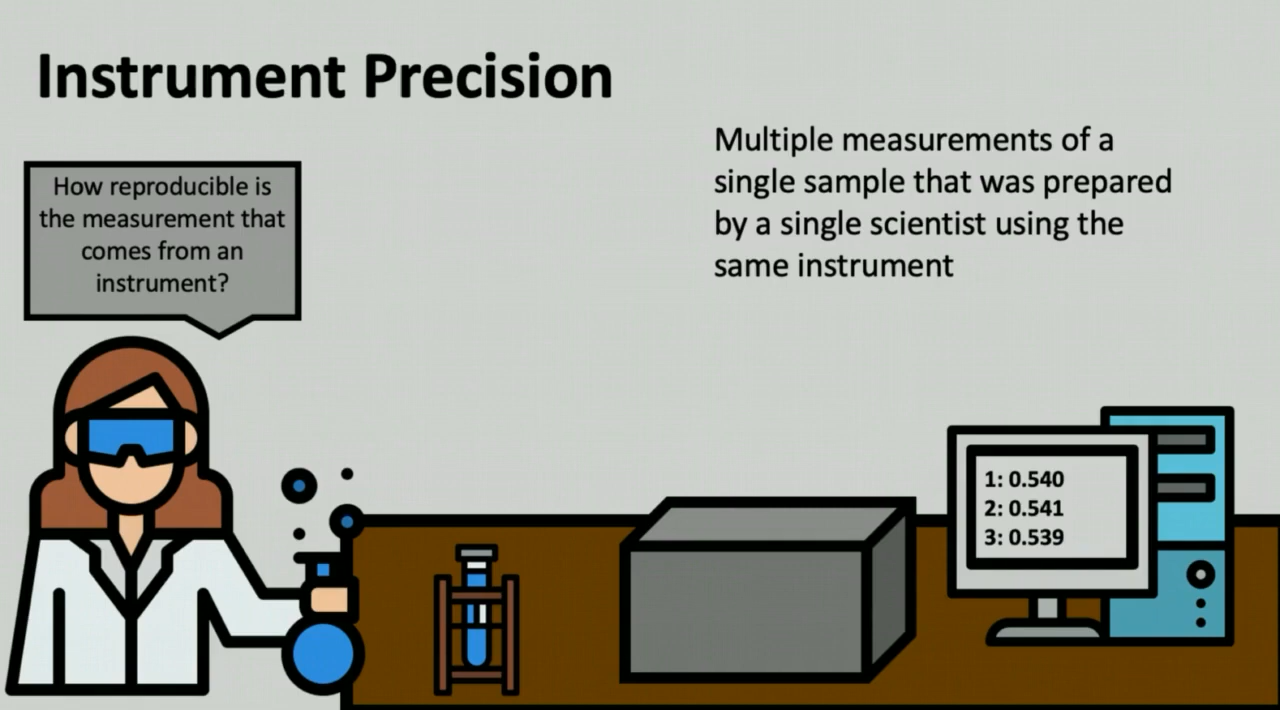 Instrument Precision
How reproducible is
the measurement that
comes from an
instrument?
Multiple measurements of a
single sample that was prepared
by a single scientist using the
same instrument
1: 0.540
2: 0.541
3: 0.539